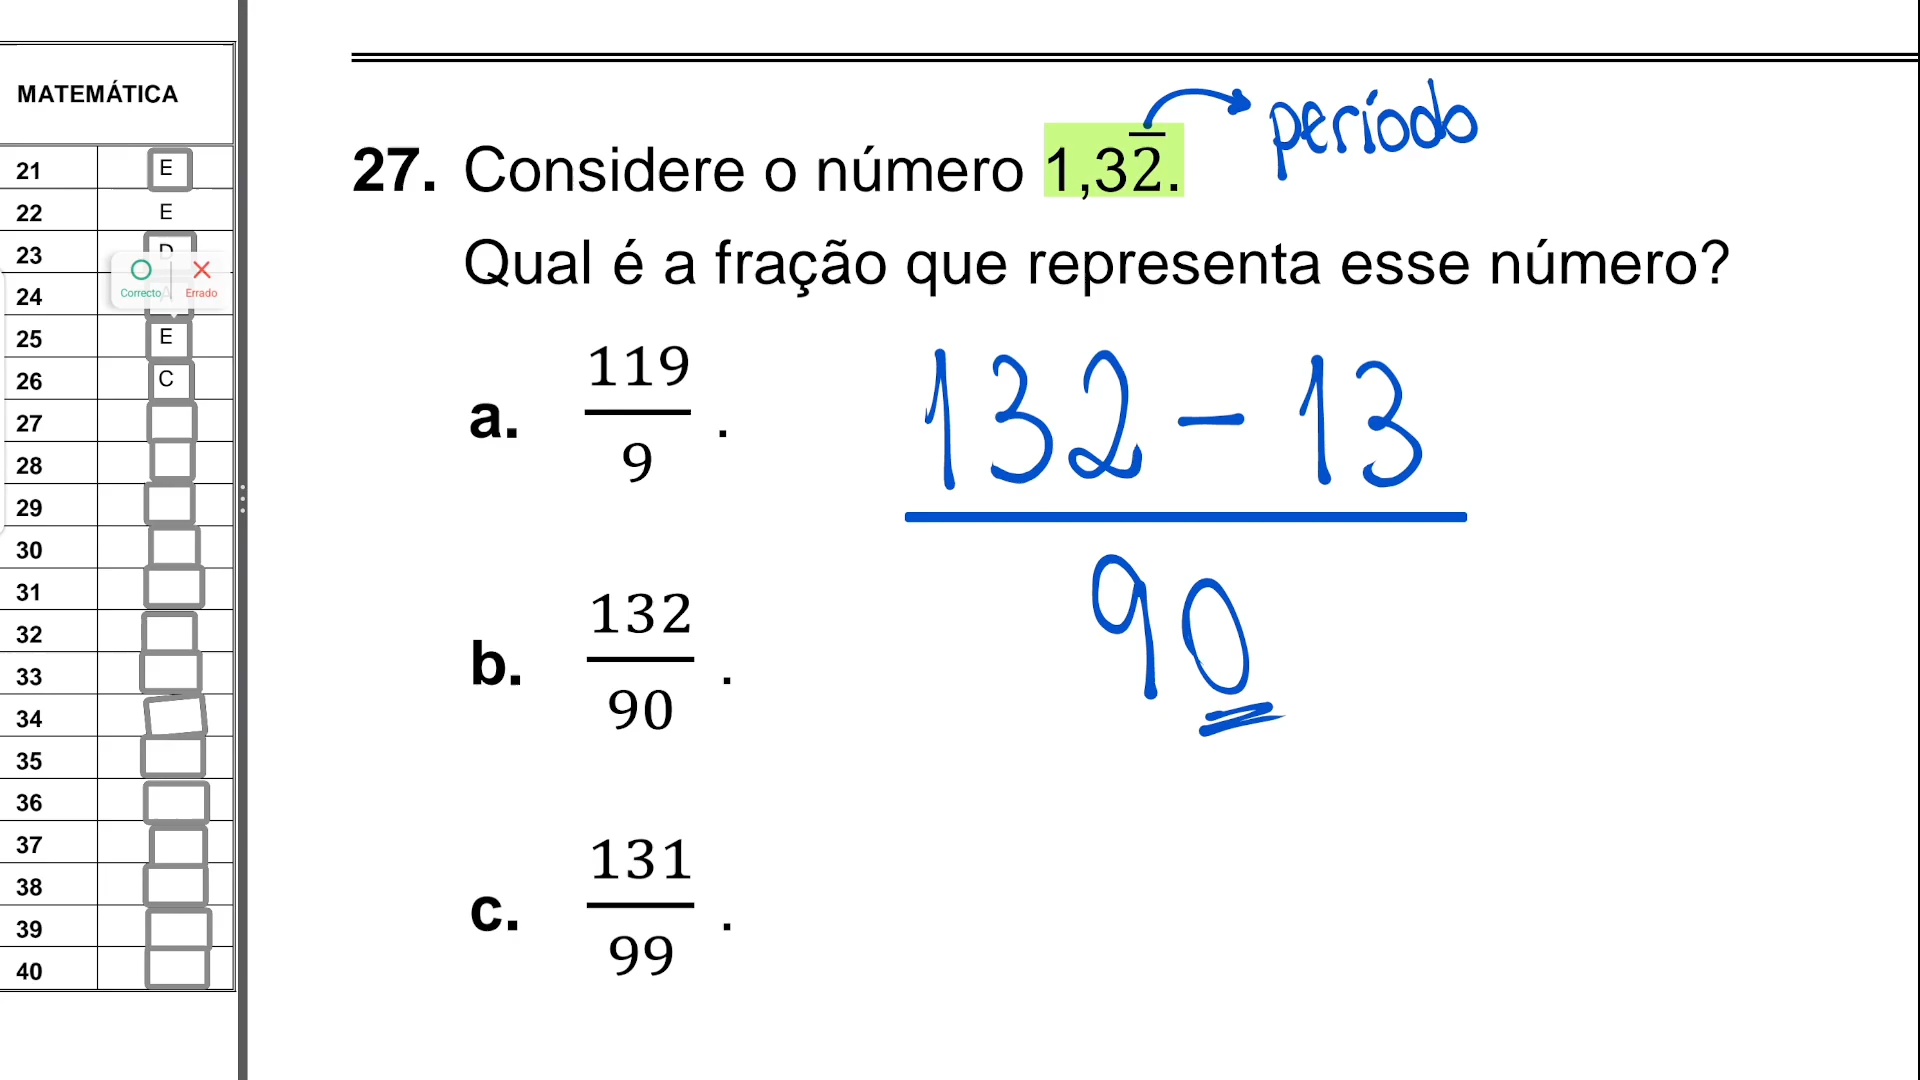 MATEMÁTICA
21 E
22 E
23 D
Correcto Errado
24
25 E
26 C
27
28
29
30
31
32
33
34
35
36
37
38
39
40
27. Considere o número 1,32̅.
período
Qual é a fração que representa esse número?
a. 119/9 .
b. 132/90 .
c. 131/99 .
132 - 13
90